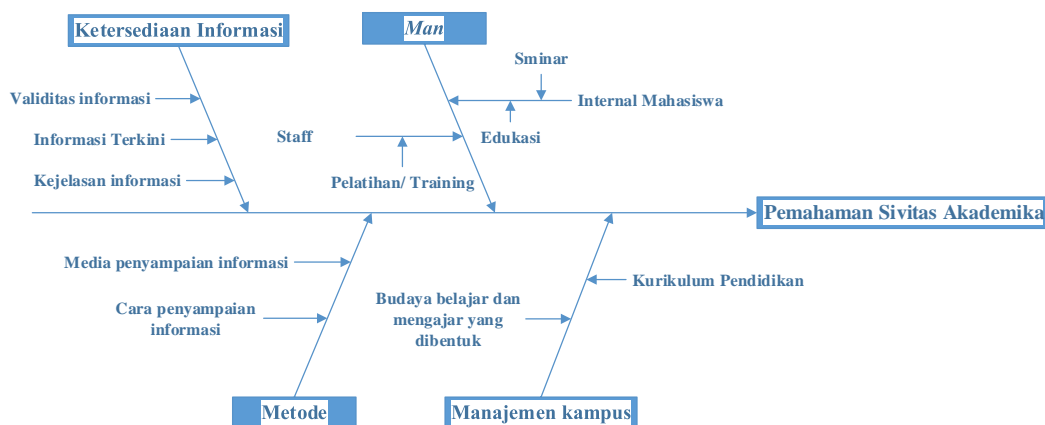 Ketersediaan Informasi
Man
Sminar
Validitas informasi
Internal Mahasiswa
Informasi Terkini
Staff
Edukasi
Kejelasan informasi
Pelatihan/ Training
Pemahaman Sivitas Akademika
Media penyampaian informasi
Kurikulum Pendidikan
Cara penyampaian
informasi
Budaya belajar dan
mengajar yang
dibentuk
Metode
Manajemen kampus